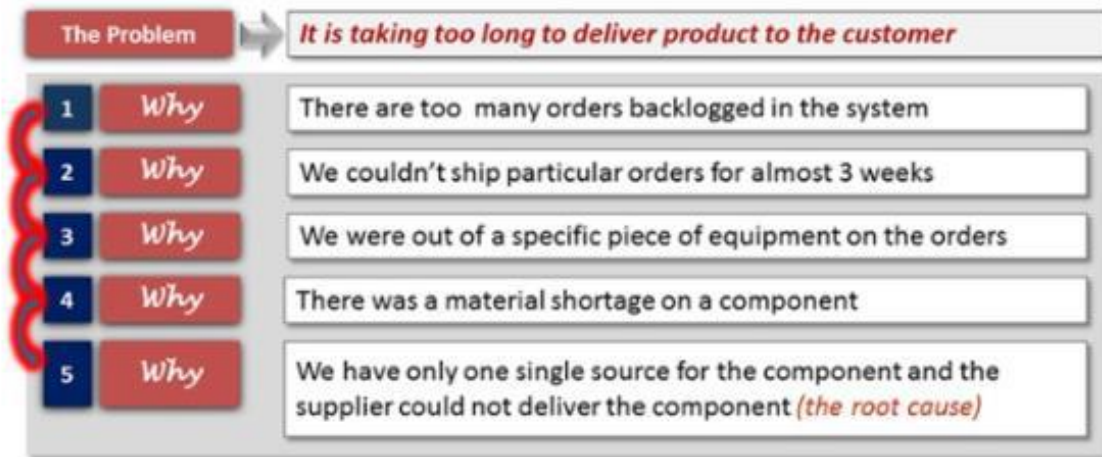 The Problem
It is taking too long to deliver product to the customer
1 Why There are too many orders backlogged in the system
2 Why We couldn't ship particular orders for almost 3 weeks
3 Why We were out of a specific piece of equipment on the orders
4 Why There was a material shortage on a component
5 Why We have only one single source for the component and the
supplier could not deliver the component (the root cause)